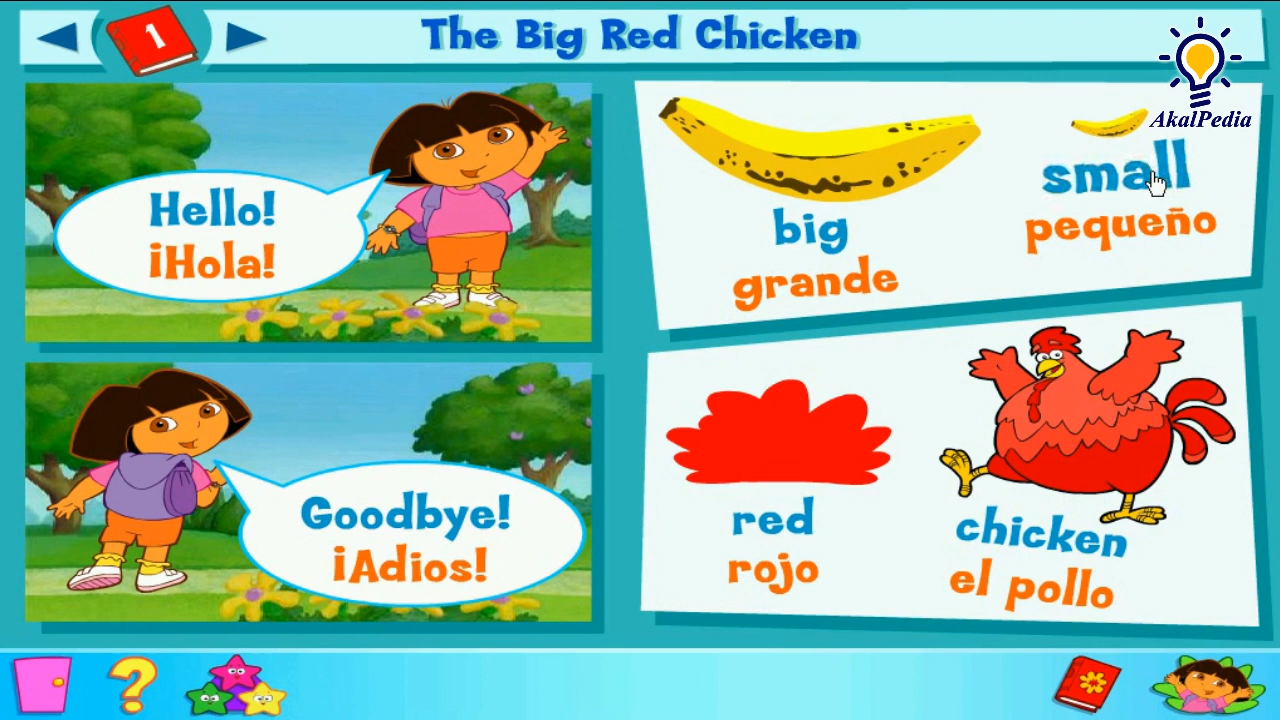 1
The Big Red Chicken
AkalPedia
Hello!
¡Hola!
big
grande
small
pequeño
Goodbye!
¡Adios!
red
rojo
chicken
el pollo
?